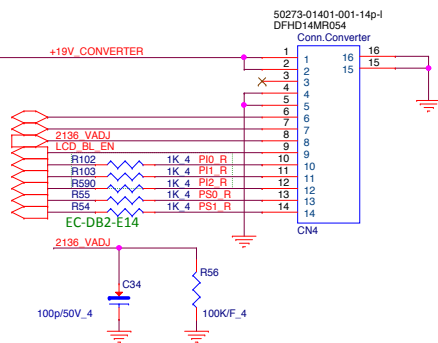 50273-01401-001-14p-l
DFHD14MR054
Conn.Converter
+19V_CONVERTER
1 1 16 16
2 2 15 15
3 3
4 4
5 5
6 6
7 7
2136_VADJ 8 8
LCD_BL_EN 9 9
R102 1K_4 PI0_R 10 10
R103 1K_4 PI1_R 11 11
R590 1K_4 PI2_R 12 12
R55 1K_4 PS0_R 13 13
R54 1K_4 PS1_R 14 14
EC-DB2-E14
CN4
2136_VADJ
R56
C34
100p/50V_4
100K/F_4